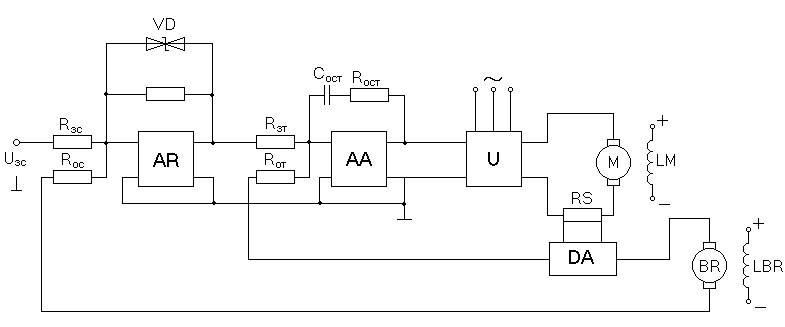 VD
Cост Rост
~
Rзс Rзт
+ +
Uзс Rос AR Rот AA U M LM
RS −
DA BR LBR
−